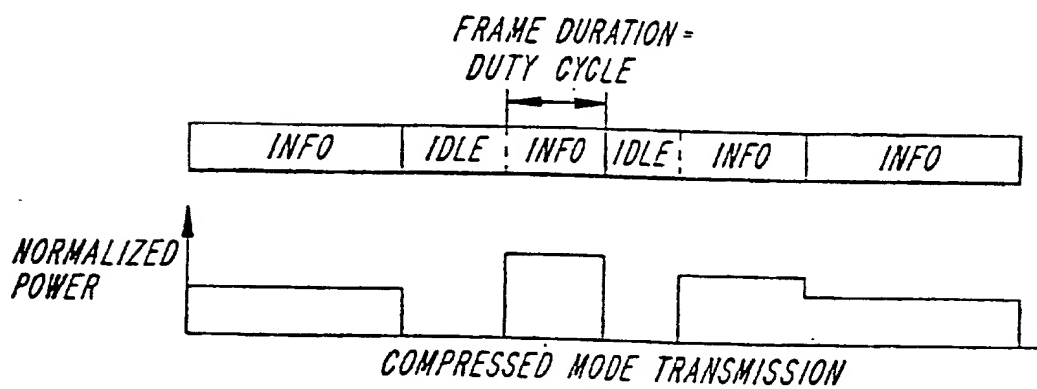 FRAME DURATION =
DUTY CYCLE
INFO IDLE INFO IDLE INFO INFO
NORMALIZED
POWER
COMPRESSED MODE TRANSMISSION